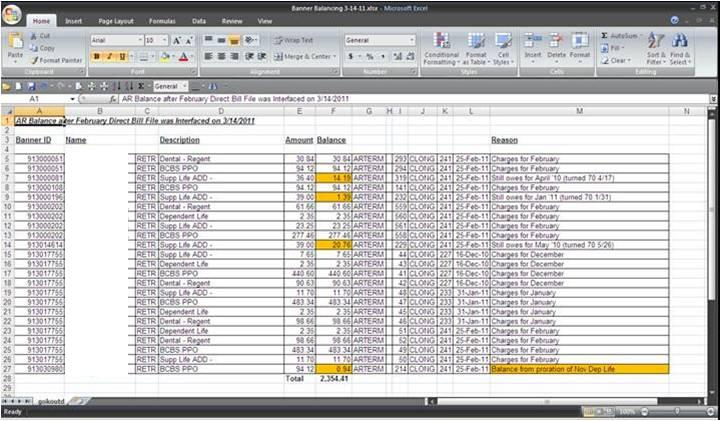 Banner Balancing 3-14-11.xlsx - Microsoft Excel
Home Insert Page Layout Formulas Data Review View
Cut
Copy
Paste
Format Painter
Clipboard
Arial 10
B I U
Font
Wrap Text
Merge & Center
Alignment
General
$ % ,
Number
Conditional Formatting
Format as Table
Cell Styles
Styles
Insert Delete Format
Cells
AutoSum
Fill
Clear
Sort & Filter
Find & Select
Editing
General
A1 fx AR Balance after February Direct Bill File was Interfaced on 3/14/2011
A B C D E F G H I J K L M N
1 AR Balance after February Direct Bill File was Interfaced on 3/14/2011
2
3 Banner ID Name Description Amount Balance Reason
4
5 913000051 RETR Dental - Regent 30.84 30.84 ARTERM 293 CLONG 241 25-Feb-11 Charges for February
6 913000051 RETR BCBS PPO 94.12 94.12 ARTERM 294 CLONG 241 25-Feb-11 Charges for February
7 913000081 RETR Supp Life ADD - 36.40 14.19 ARTERM 319 CLONG 241 25-Feb-11 Still owes for April '10 (turned 70 4/17)
8 913000108 RETR BCBS PPO 94.12 94.12 ARTERM 141 CLONG 241 25-Feb-11 Charges for February
9 913000196 RETR Supp Life ADD - 39.00 1.39 ARTERM 232 CLONG 241 25-Feb-11 Still owes for Jan '11 (turned 70 1/31)
10 913000202 RETR Dental - Regent 61.66 61.66 ARTERM 559 CLONG 241 25-Feb-11 Charges for February
11 913000202 RETR Dependent Life 2.35 2.35 ARTERM 560 CLONG 241 25-Feb-11 Charges for February
12 913000202 RETR Supp Life ADD - 23.25 23.25 ARTERM 561 CLONG 241 25-Feb-11 Charges for February
13 913000202 RETR BCBS PPO 277.46 277.46 ARTERM 558 CLONG 241 25-Feb-11 Charges for February
14 913014614 RETR Supp Life ADD - 39.00 20.76 ARTERM 229 CLONG 241 25-Feb-11 Still owes for May '10 (turned 70 5/26)
15 913017755 RETR Supp Life ADD - 7.65 7.65 ARTERM 44 CLONG 227 16-Dec-10 Charges for December
16 913017755 RETR Dependent Life 2.35 2.35 ARTERM 43 CLONG 227 16-Dec-10 Charges for December
17 913017755 RETR BCBS PPO 440.60 440.60 ARTERM 41 CLONG 227 16-Dec-10 Charges for December
18 913017755 RETR Dental - Regent 90.63 90.63 ARTERM 42 CLONG 227 16-Dec-10 Charges for December
19 913017755 RETR Supp Life ADD - 11.70 11.70 ARTERM 48 CLONG 233 31-Jan-11 Charges for January
20 913017755 RETR BCBS PPO 483.34 483.34 ARTERM 47 CLONG 233 31-Jan-11 Charges for January
21 913017755 RETR Dependent Life 2.35 2.35 ARTERM 45 CLONG 233 31-Jan-11 Charges for January
22 913017755 RETR Dental - Regent 98.66 98.66 ARTERM 46 CLONG 233 31-Jan-11 Charges for January
23 913017755 RETR Dependent Life 2.35 2.35 ARTERM 51 CLONG 241 25-Feb-11 Charges for February
24 913017755 RETR Dental - Regent 98.66 98.66 ARTERM 52 CLONG 241 25-Feb-11 Charges for February
25 913017755 RETR BCBS PPO 483.34 483.34 ARTERM 49 CLONG 241 25-Feb-11 Charges for February
26 913017755 RETR Supp Life ADD - 11.70 11.70 ARTERM 50 CLONG 241 25-Feb-11 Charges for February
27 913030980 RETR BCBS PPO 94.12 0.94 ARTERM 214 CLONG 241 25-Feb-11 Balance from proration of Nov Dep Life
28 Total 2,354.41
gokoutd
Ready 100%